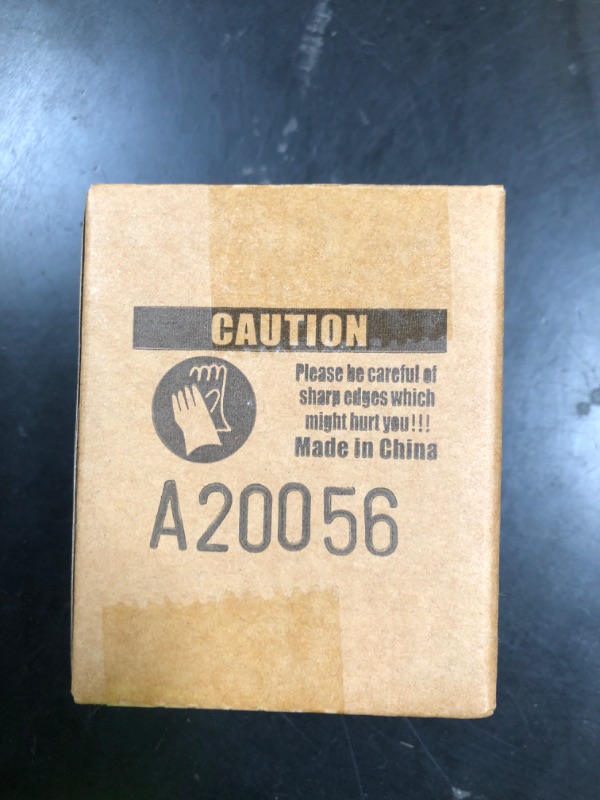 CAUTION
Please be careful of
sharp edges which
might hurt you!!!
Made in China
A20056